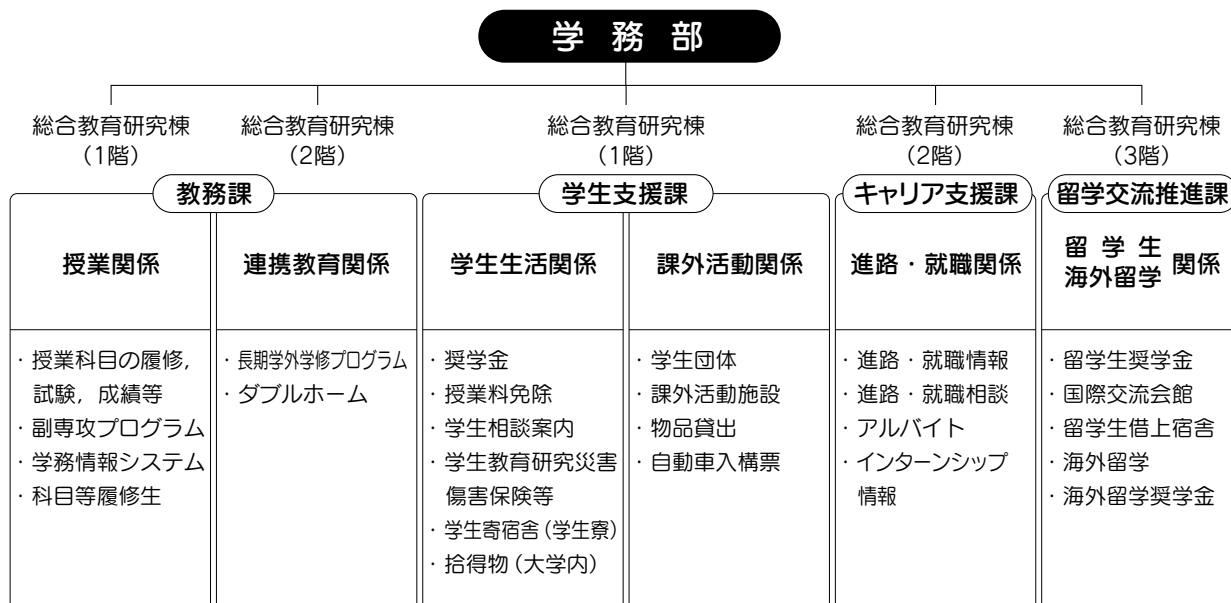 学務部
総合教育研究棟
(1階)
総合教育研究棟
(2階)
総合教育研究棟
(1階)
総合教育研究棟
(2階)
総合教育研究棟
(3階)
教務課
学生支援課
キャリア支援課
留学交流推進課
授業関係
連携教育関係
学生生活関係
課外活動関係
進路・就職関係
留学生
海外留学 関係
・授業科目の履修,
試験, 成績等
・副専攻プログラム
・学務情報システム
・科目等履修生
・長期学外学修プログラム
・ダブルホーム
・奨学金
・授業料免除
・学生相談案内
・学生教育研究災害
傷害保険等
・学生寄宿舎(学生寮)
・拾得物(大学内)
・学生団体
・課外活動施設
・物品貸出
・自動車入構票
・進路・就職情報
・進路・就職相談
・アルバイト
・インターンシップ
情報
・留学生奨学金
・国際交流会館
・留学生借上宿舎
・海外留学
・海外留学奨学金